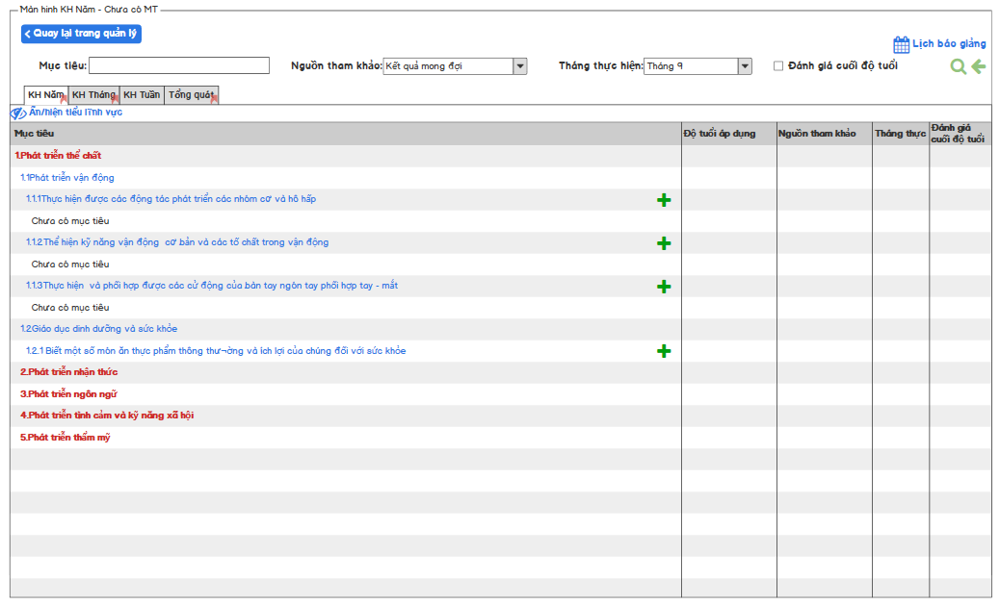 Màn hình KH Năm - Chưa có MT
Quay lại trang quản lý
Lịch báo giảng
Mục tiêu:
Nguồn tham khảo: Kết quả mong đợi
Tháng thực hiện: Tháng 9
Đánh giá cuối độ tuổi
KH Năm KH Tháng KH Tuần Tổng quát
Ẩn/hiện tiểu lĩnh vực
Mục tiêu Độ tuổi áp dụng Nguồn tham khảo Tháng thực Đánh giá
cuối độ tuổi
1.Phát triển thể chất
1.1Phát triển vận động
1.1.1Thực hiện được các động tác phát triển các nhóm cơ và hô hấp
Chưa có mục tiêu
1.1.2Thể hiện kỹ năng vận động cơ bản và các tố chất trong vận động
Chưa có mục tiêu
1.1.3Thực hiện và phối hợp được các cử động của bàn tay ngón tay phối hợp tay - mắt
Chưa có mục tiêu
1.2Giáo dục dinh dưỡng và sức khỏe
1.2.1 Biết một số món ăn thực phẩm thông thư¬ờng và ích lợi của chúng đối với sức khỏe
2.Phát triển nhận thức
3.Phát triển ngôn ngữ
4.Phát triển tình cảm và kỹ năng xã hội
5.Phát triển thẩm mỹ